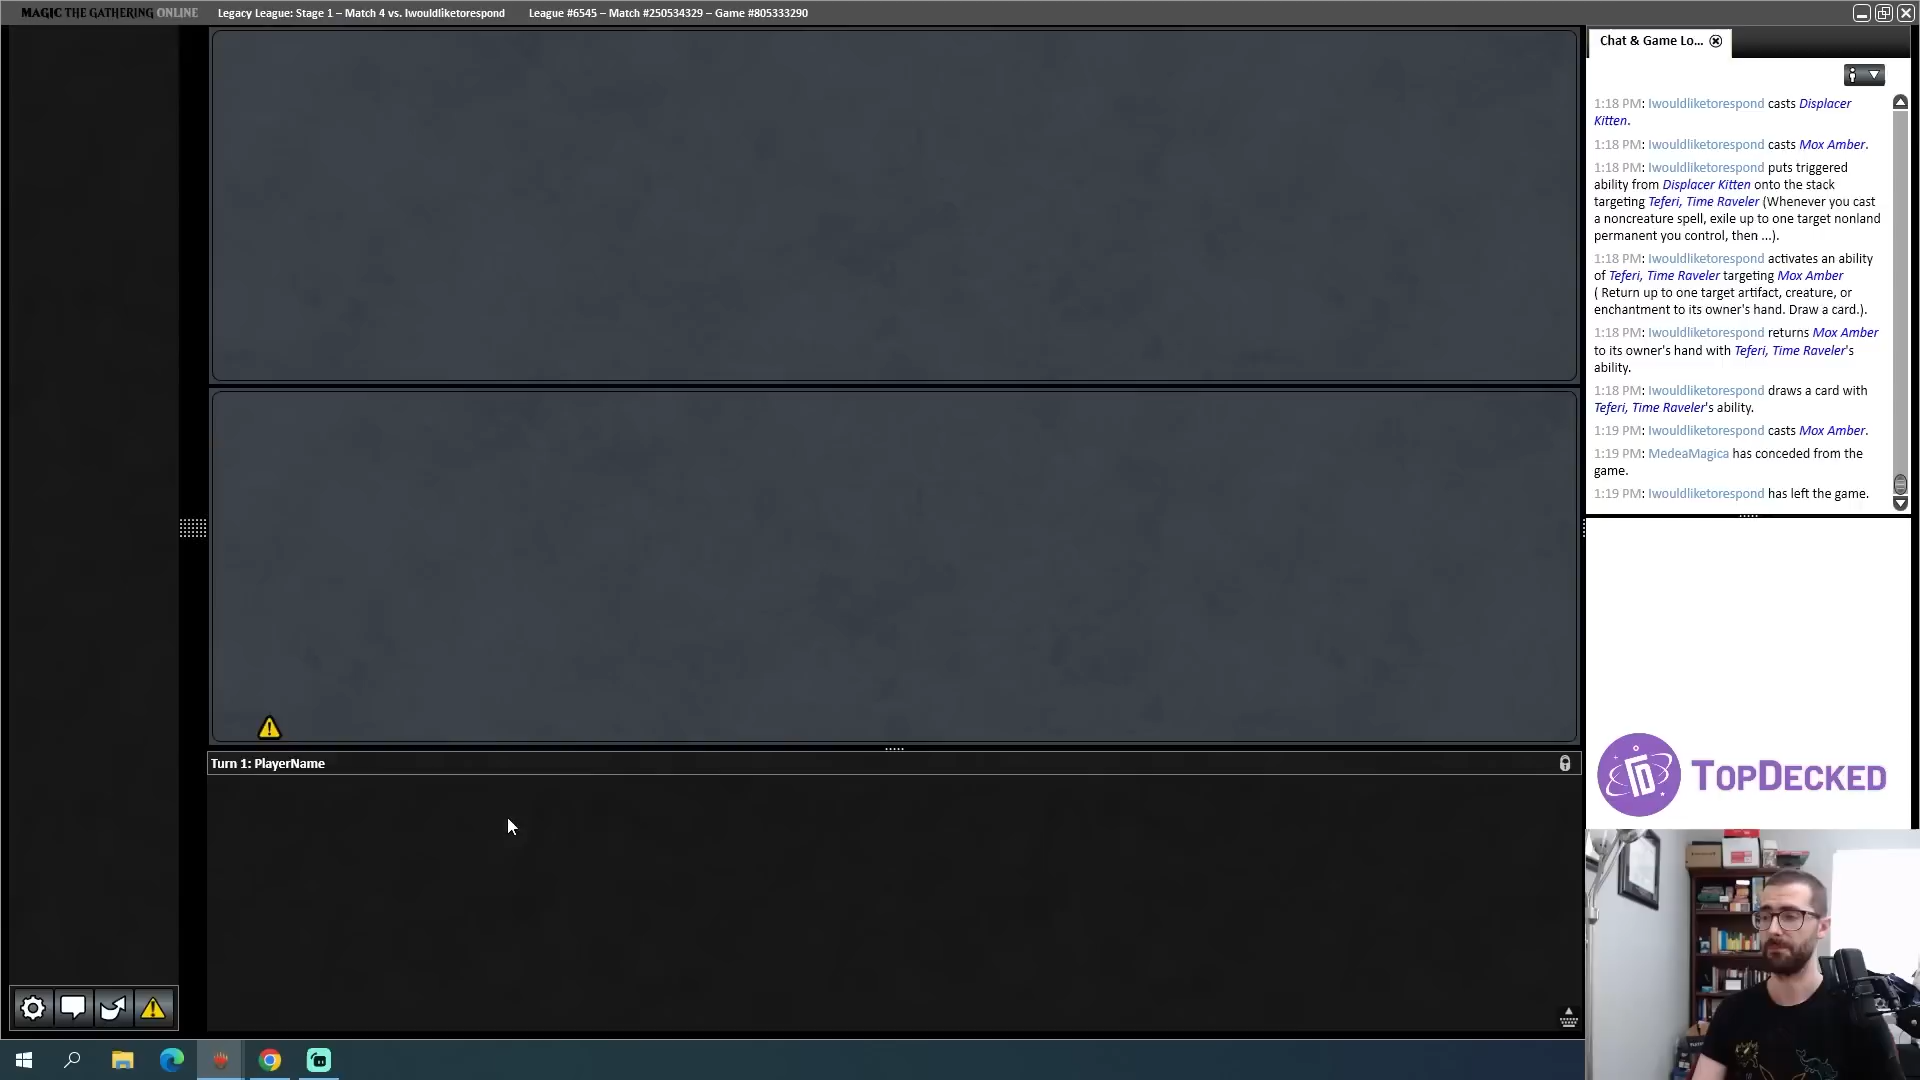 MAGIC THE GATHERING ONLINE
Legacy League: Stage 1 – Match 4 vs. Iwouldliketorespond
League #6545 – Match #250534329 – Game #805333290
Chat & Game Lo...
1:18 PM: Iwouldliketorespond casts Displacer
Kitten.
1:18 PM: Iwouldliketorespond casts Mox Amber.
1:18 PM: Iwouldliketorespond puts triggered
ability from Displacer Kitten onto the stack
targeting Teferi, Time Raveler (Whenever you cast
a noncreature spell, exile up to one target nonland
permanent you control, then ...).
1:18 PM: Iwouldliketorespond activates an ability
of Teferi, Time Raveler targeting Mox Amber
( Return up to one target artifact, creature, or
enchantment to its owner's hand. Draw a card.).
1:18 PM: Iwouldliketorespond returns Mox Amber
to its owner's hand with Teferi, Time Raveler's
ability.
1:18 PM: Iwouldliketorespond draws a card with
Teferi, Time Raveler's ability.
1:19 PM: Iwouldliketorespond casts Mox Amber.
1:19 PM: MedeaMagica has conceded from the
game.
1:19 PM: Iwouldliketorespond has left the game.
Turn 1: PlayerName
TOPDECKED